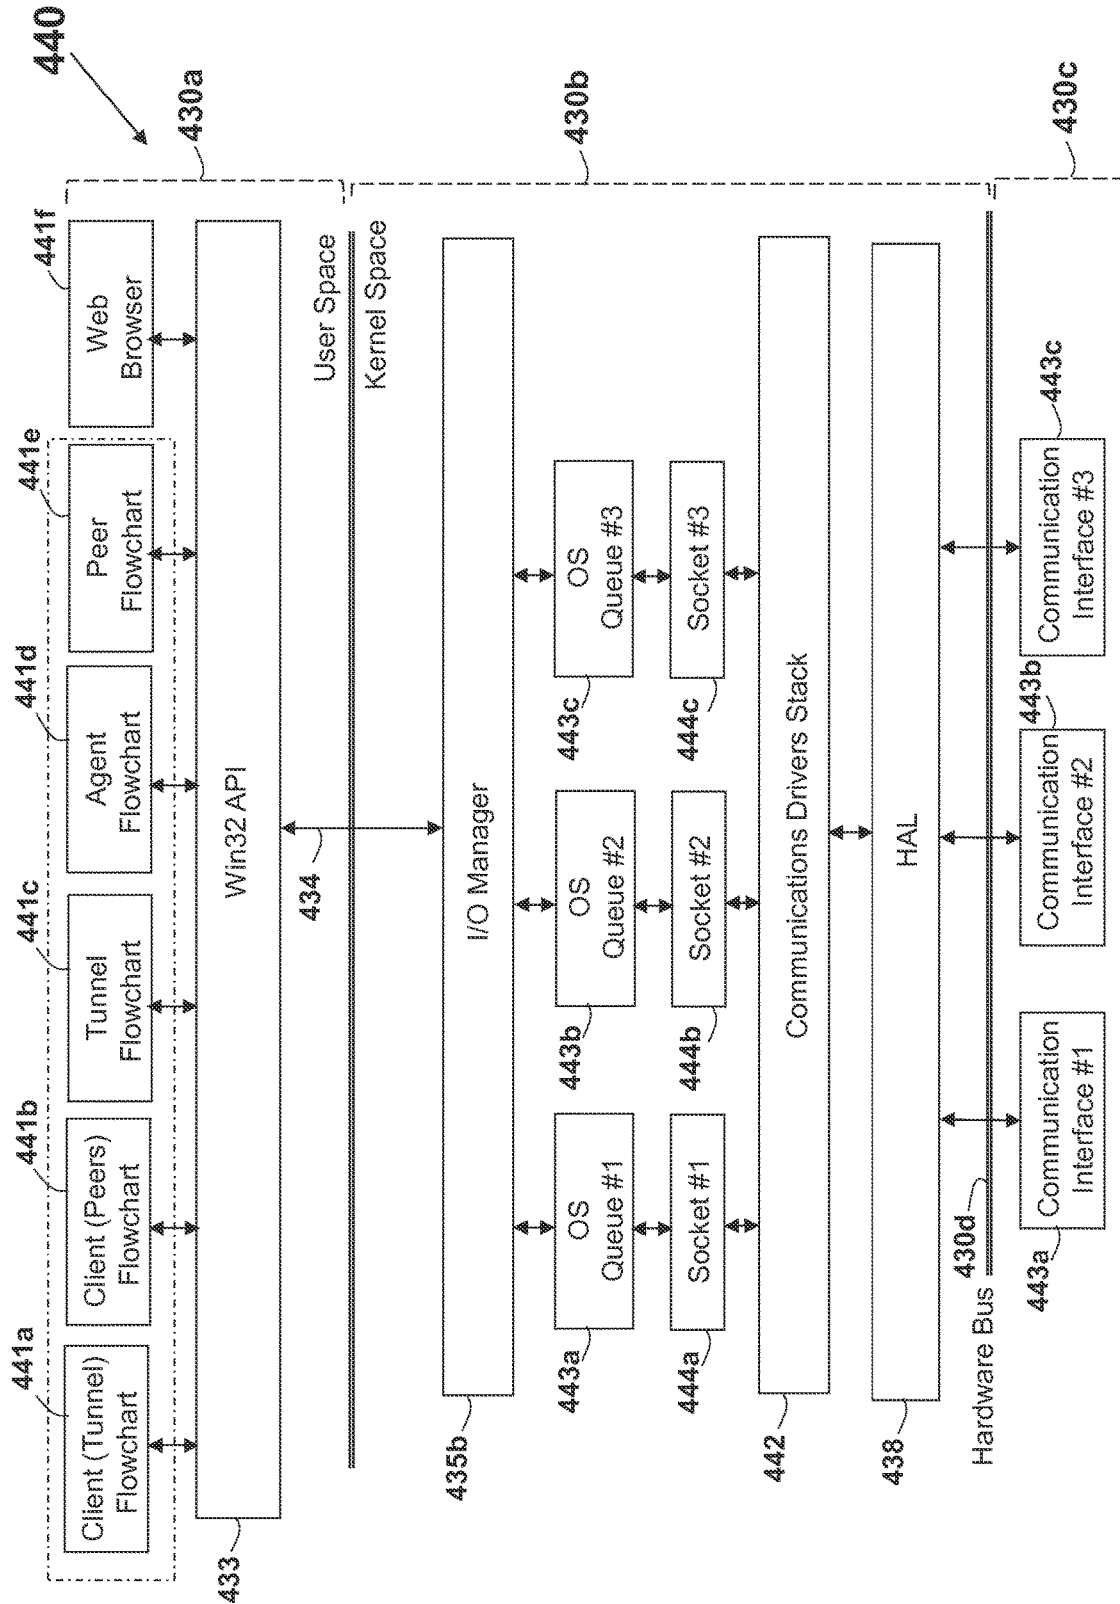 440
441a
441b
441c
441d
441e
441f
430a
Client (Tunnel)
Flowchart
Client (Peers)
Flowchart
Tunnel
Flowchart
Agent
Flowchart
Peer
Flowchart
Web
Browser
433
Win32 API
434
User Space
Kernel Space
430b
435b
I/O Manager
443a
OS
Queue #1
443b
OS
Queue #2
443c
OS
Queue #3
444a
Socket #1
444b
Socket #2
444c
Socket #3
442
Communications Drivers Stack
438
HAL
Hardware Bus
430d
430c
443a
Communication
Interface #1
443b
Communication
Interface #2
443c
Communication
Interface #3